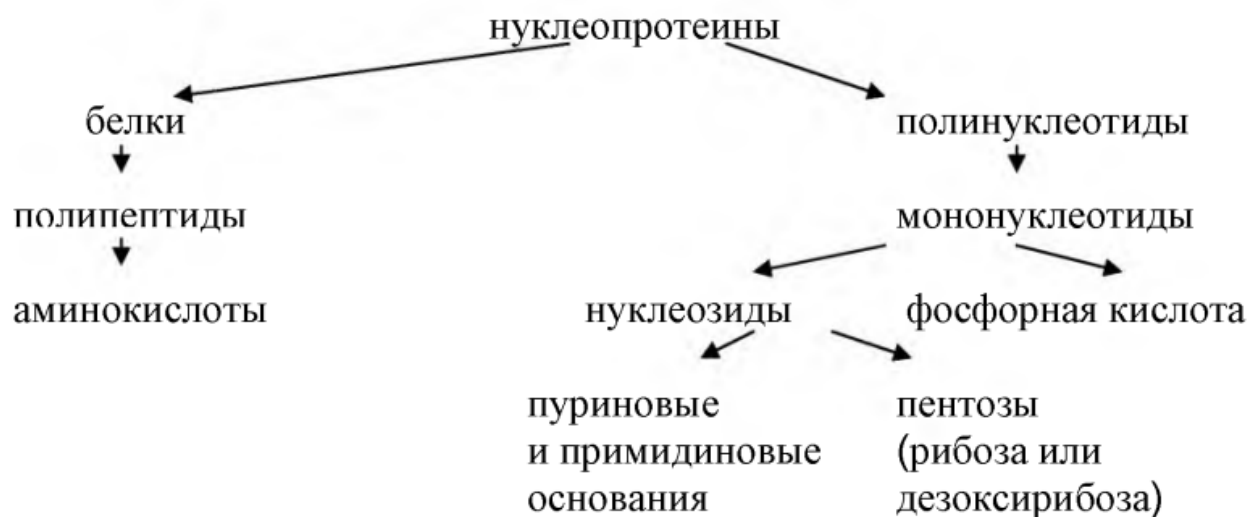 нуклеопротеины
белки полинуклеотиды
полипептиды мононуклеотиды
аминокислоты нуклеозиды фосфорная кислота
пуриновые пентозы
и примидиновые (рибоза или
основания дезоксирибоза)